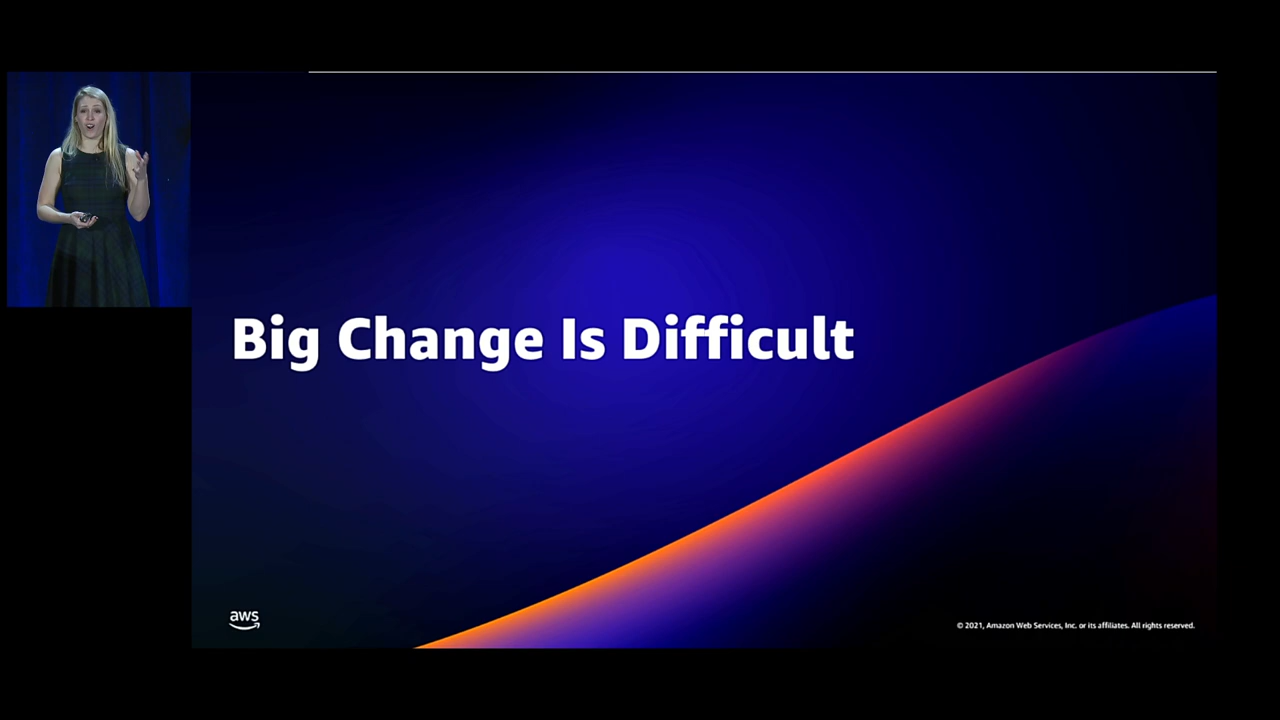 Big Change Is Difficult
aws
© 2021, Amazon Web Services, Inc. or its affiliates. All rights reserved.